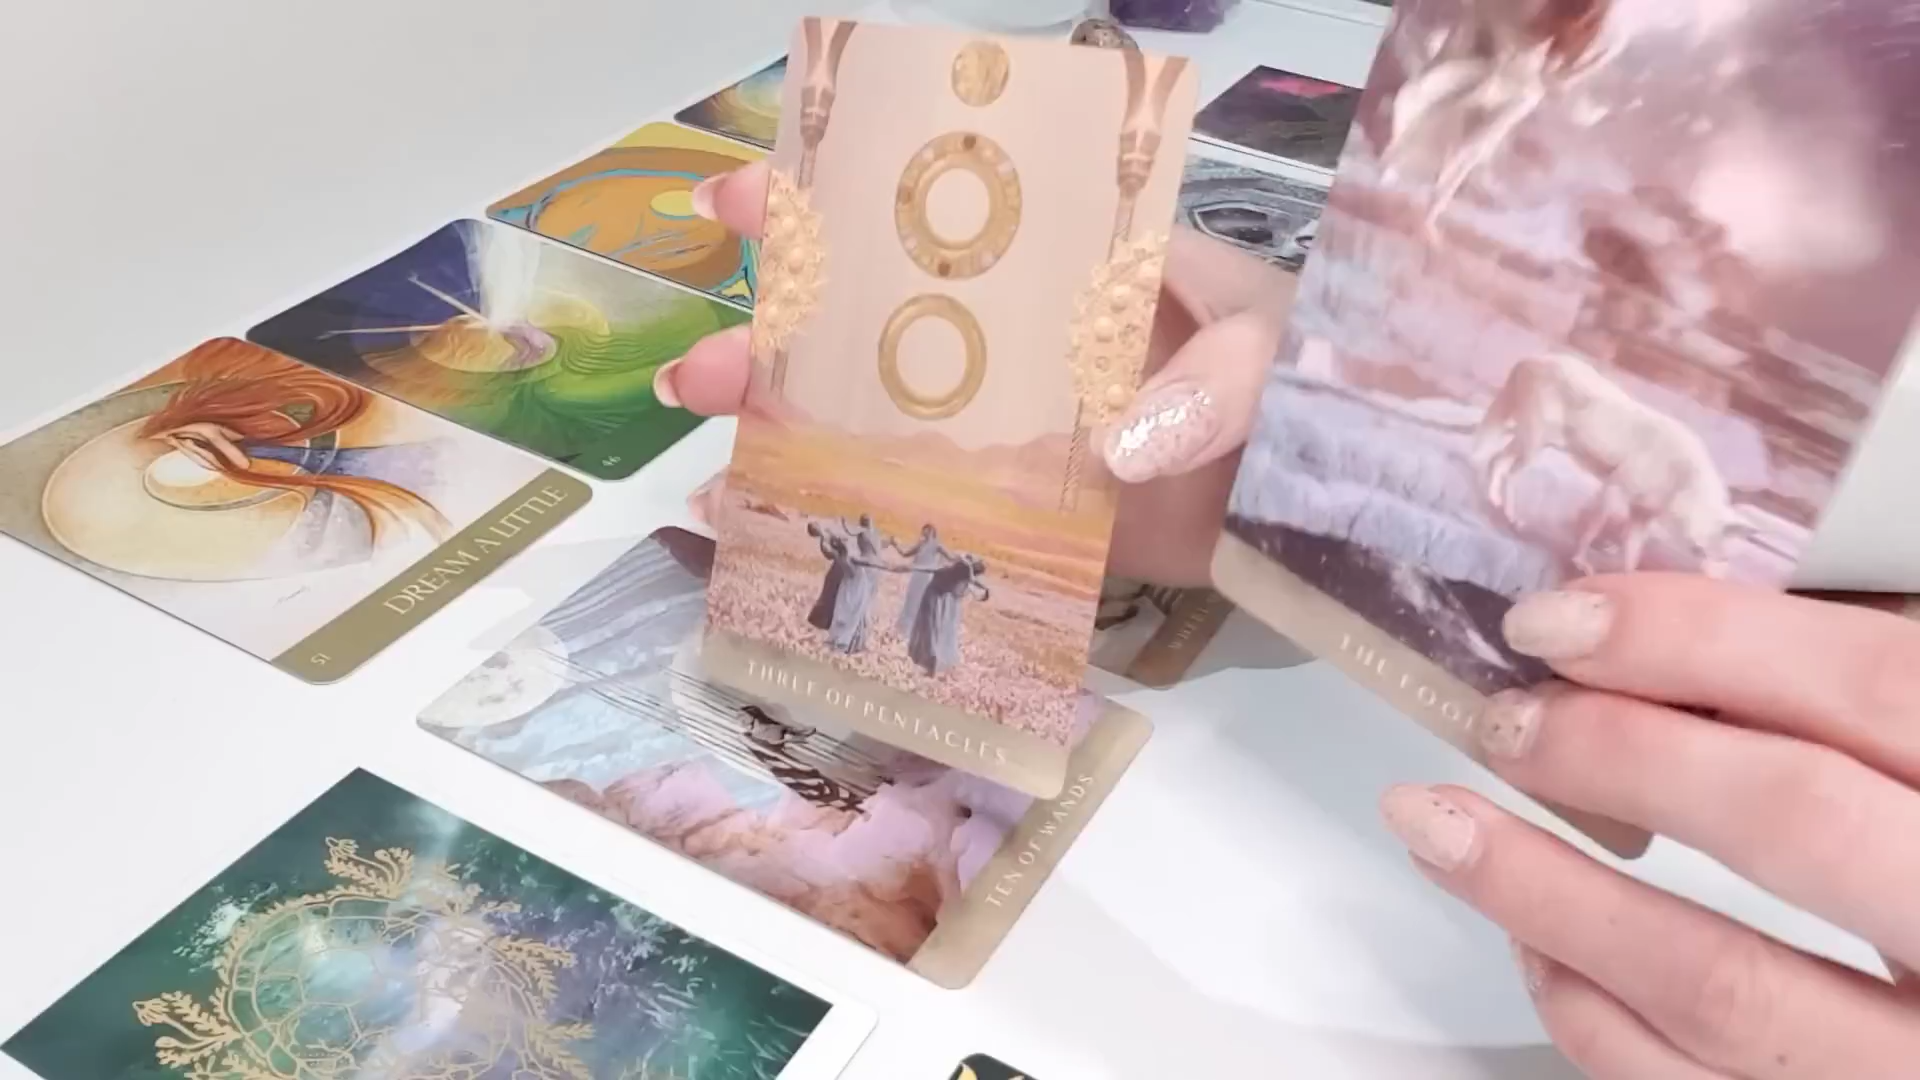 THREE OF PENTACLES
THE FOOL
46
DREAM A LITTLE
51
TEN OF WANDS